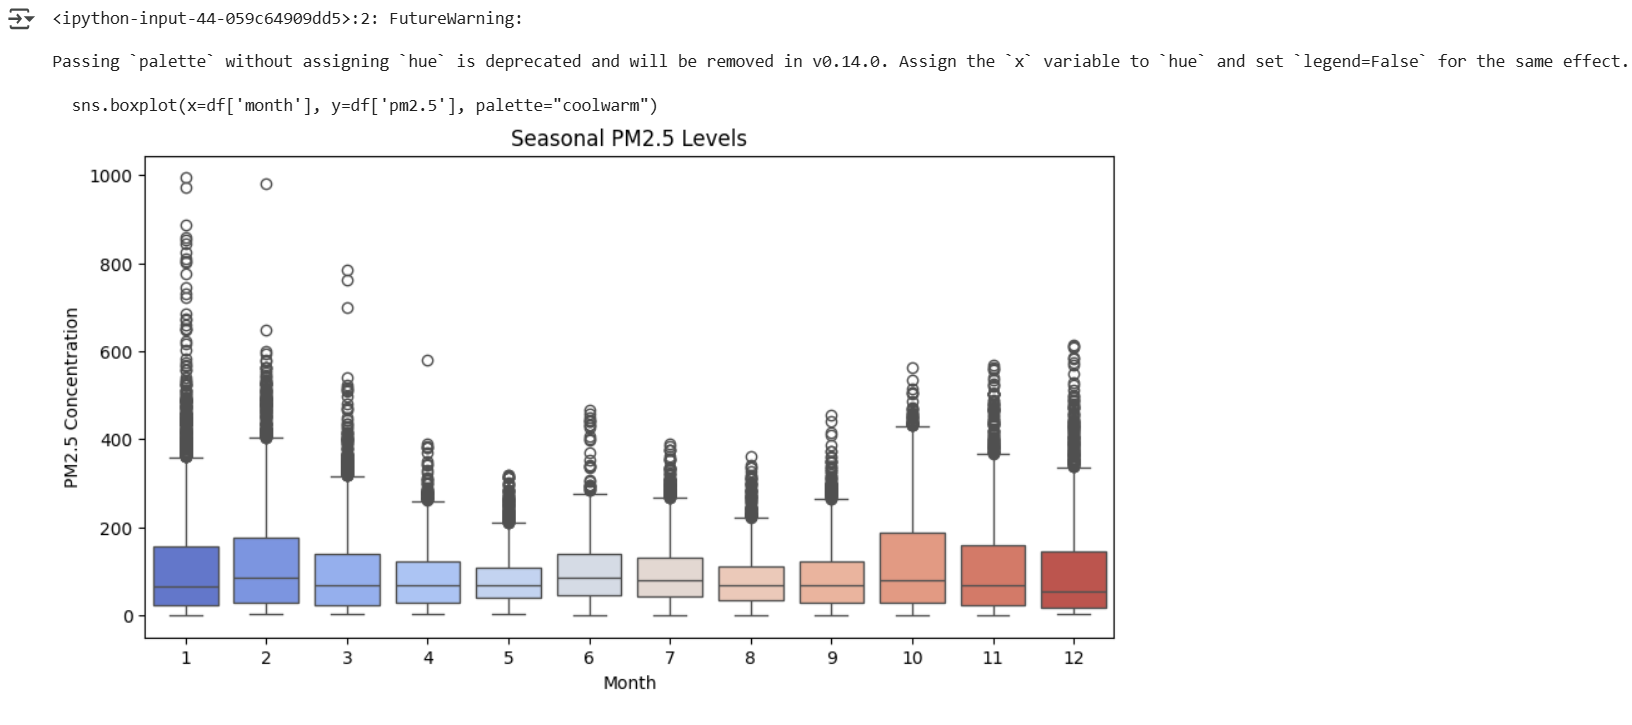 <ipython-input-44-059c64909dd5>:2: FutureWarning:
Passing `palette` without assigning `hue` is deprecated and will be removed in v0.14.0. Assign the `x` variable to `hue` and set `legend=False` for the same effect.
sns.boxplot(x=df['month'], y=df['pm2.5'], palette="coolwarm")
Seasonal PM2.5 Levels
1000
800
600
400
200
0
PM2.5 Concentration
1 2 3 4 5 6 7 8 9 10 11 12
Month